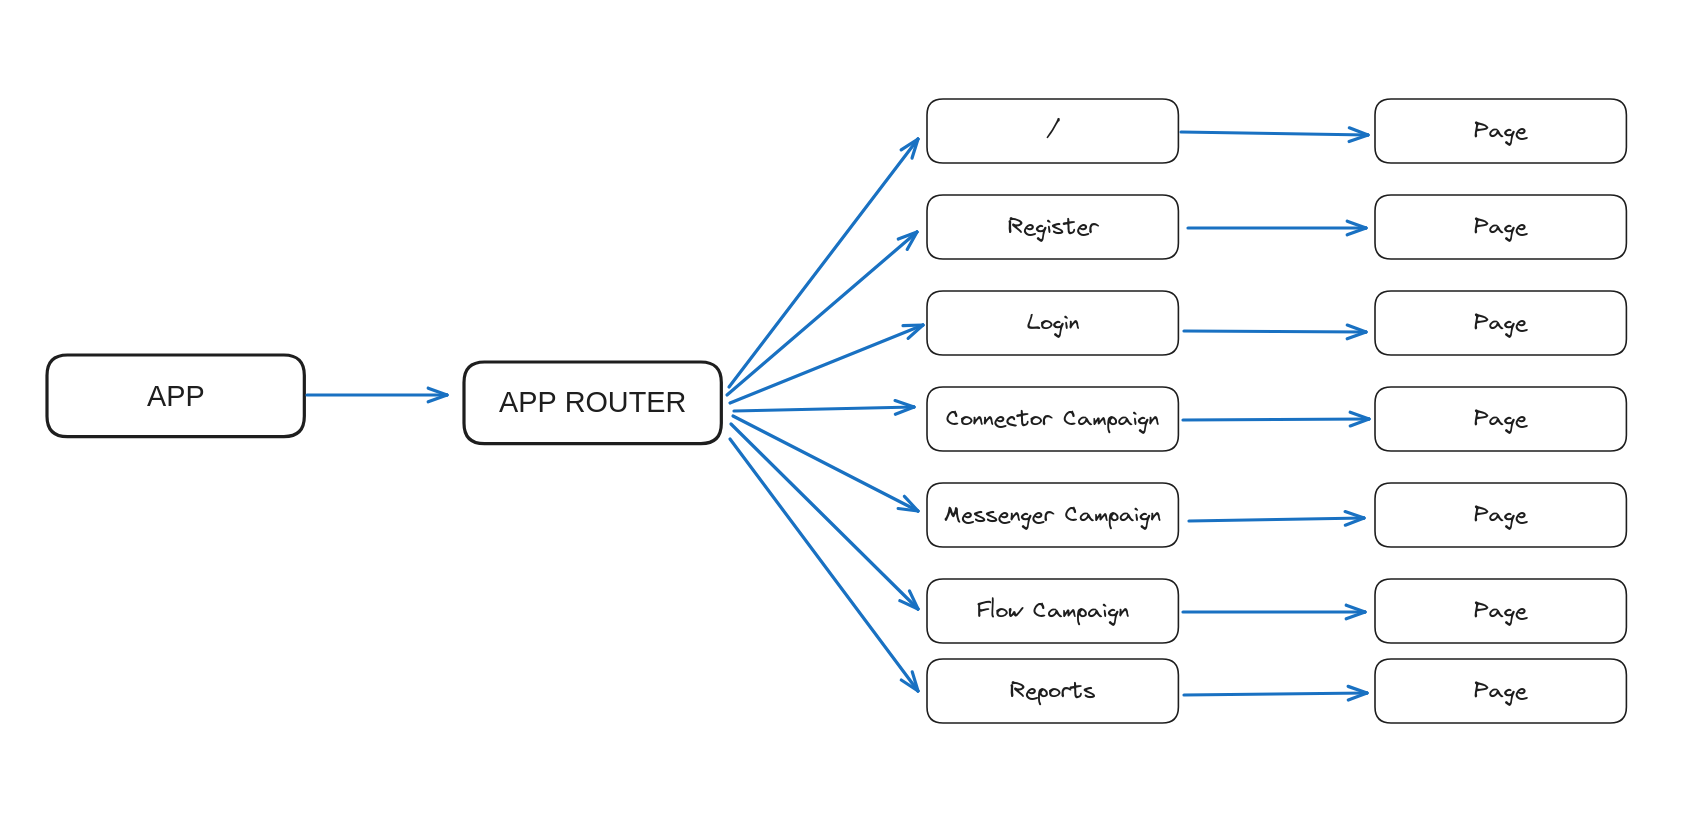 APP
APP ROUTER
/
Page
Register
Page
Login
Page
Connector Campaign
Page
Messenger Campaign
Page
Flow Campaign
Page
Reports
Page